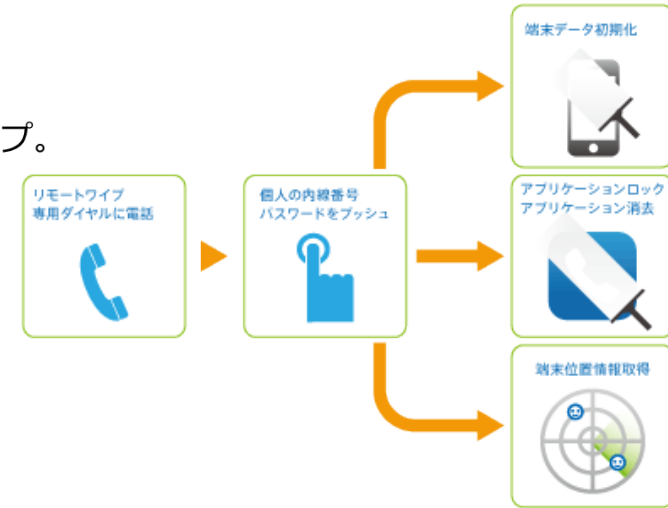 プ。
リモートワイプ
専用ダイヤルに電話
個人の内線番号
パスワードをプッシュ
端末データ初期化
アプリケーションロック
アプリケーション消去
端末位置情報取得